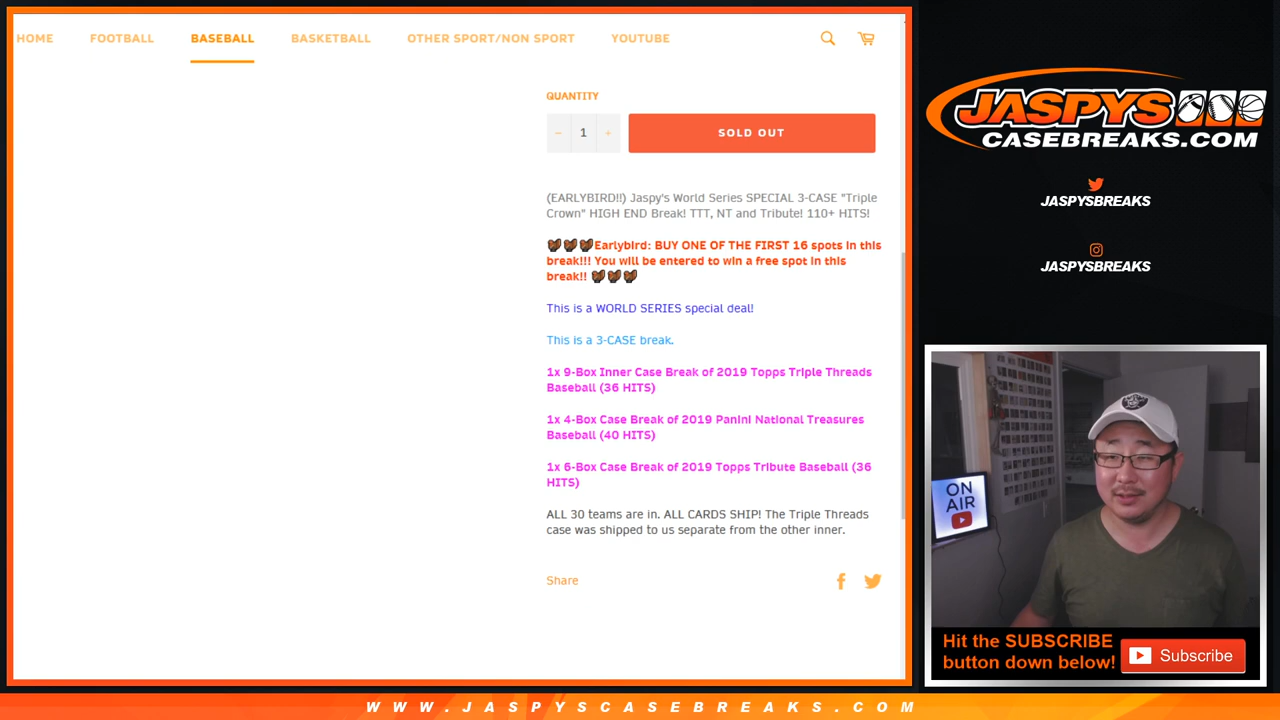 HOME FOOTBALL BASEBALL BASKETBALL OTHER SPORT/NON SPORT YOUTUBE
QUANTITY
− 1 + SOLD OUT
(EARLYBIRD!!) Jaspy's World Series SPECIAL 3-CASE "Triple
Crown" HIGH END Break! TTT, NT and Tribute! 110+ HITS!
Earlybird: BUY ONE OF THE FIRST 16 spots in this
break!!! You will be entered to win a free spot in this
break!!
This is a WORLD SERIES special deal!
This is a 3-CASE break.
1x 9-Box Inner Case Break of 2019 Topps Triple Threads
Baseball (36 HITS)
1x 4-Box Case Break of 2019 Panini National Treasures
Baseball (40 HITS)
1x 6-Box Case Break of 2019 Topps Tribute Baseball (36
HITS)
ALL 30 teams are in. ALL CARDS SHIP! The Triple Threads
case was shipped to us separate from the other inner.
Share
JASPYS
CASEBREAKS.COM
JASPYSBREAKS
JASPYSBREAKS
ON
AIR
Hit the SUBSCRIBE
button down below!
Subscribe
WWW.JASPYSCASEBREAKS.COM